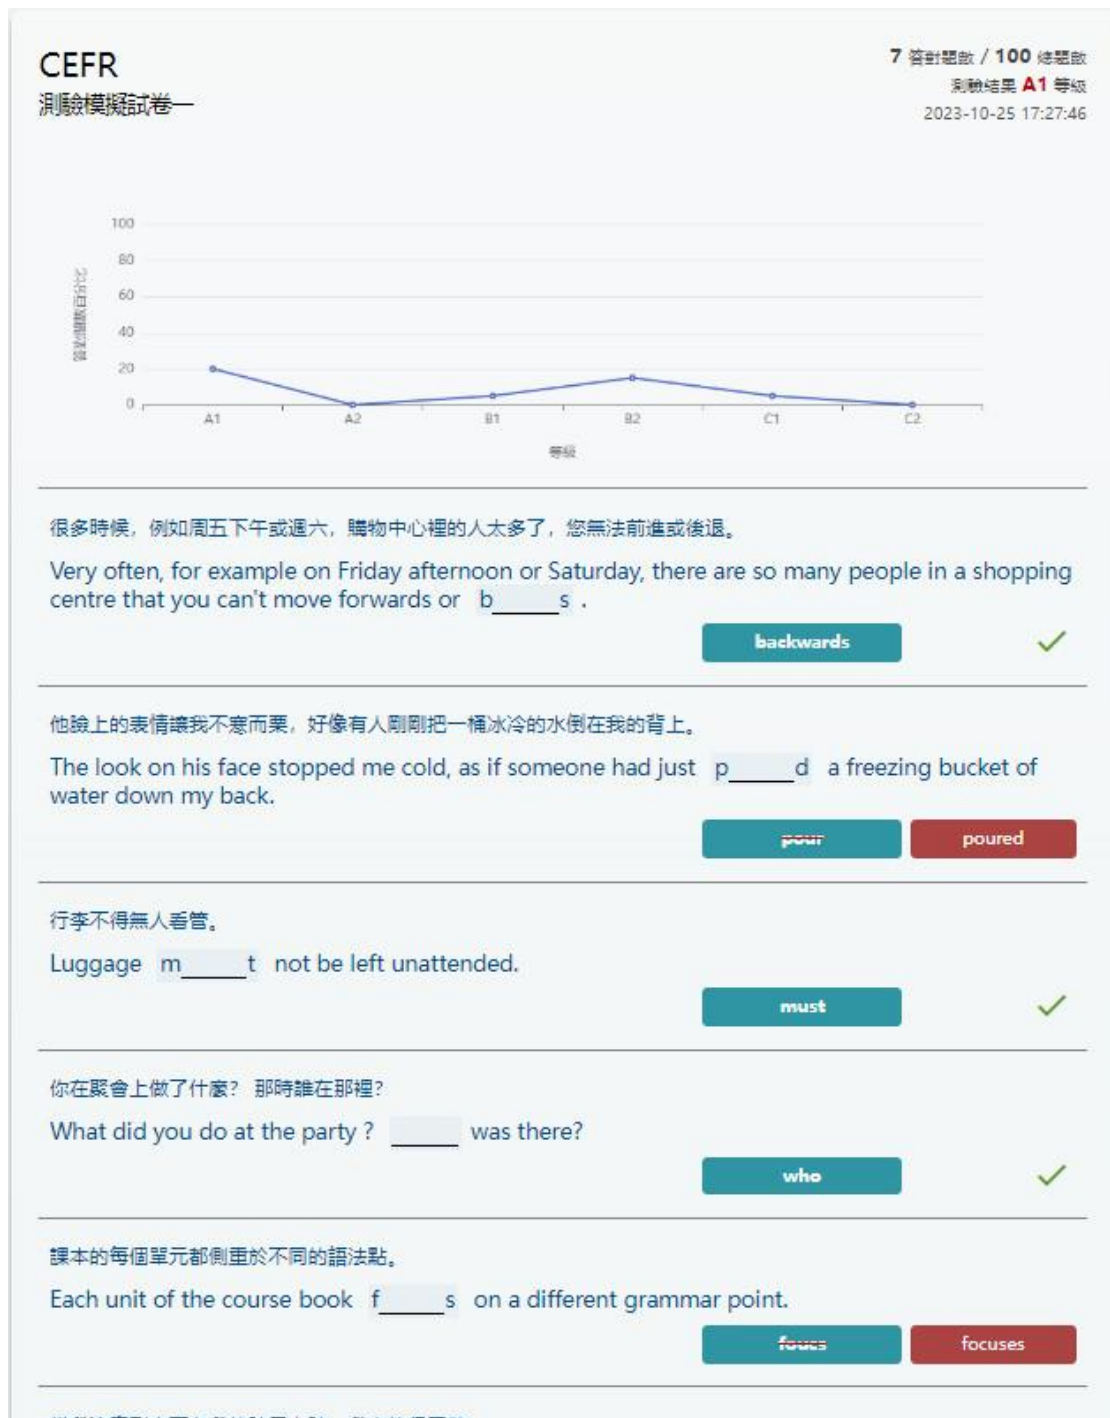 CEFR
測驗模擬試卷一
7 答對題數 / 100 總題數
測驗結果 A1 等級
2023-10-25 17:27:46
100
80
60
40
20
0
A1 A2 B1 B2 C1 C2
等級
很多時候，例如周五下午或週六，購物中心裡的人太多了，您無法前進或後退。
Very often, for example on Friday afternoon or Saturday, there are so many people in a shopping
centre that you can't move forwards or b______s .
backwards
他臉上的表情讓我不寒而栗，好像有人剛剛把一桶冰冷的水倒在我的背上。
The look on his face stopped me cold, as if someone had just p______d a freezing bucket of
water down my back.
pour poured
行李不得無人看管。
Luggage m______t not be left unattended.
must
你在聚會上做了什麼？ 那時誰在那裡？
What did you do at the party ? ______ was there?
who
課本的每個單元都側重於不同的語法點。
Each unit of the course book f______s on a different grammar point.
foucs focuses